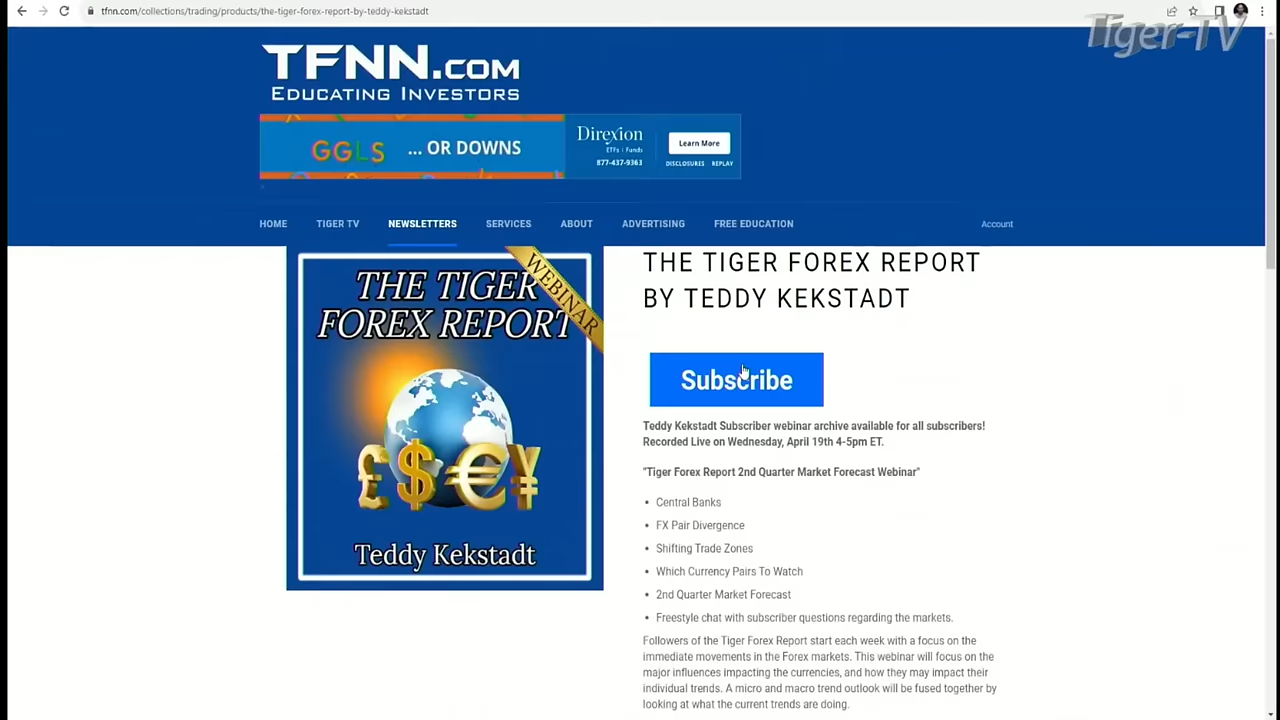 tfnn.com/collections/trading/products/the-tiger-forex-report-by-teddy-kekstadt
Tiger-TV
TFNN.COM
EDUCATING INVESTORS
GGLS ... OR DOWNS
Direxion
ETFs | Funds
877-437-9363
Learn More
DISCLOSURES REPLAY
HOME TIGER TV NEWSLETTERS SERVICES ABOUT ADVERTISING FREE EDUCATION Account
THE TIGER
FOREX REPORT
WEBINAR
Teddy Kekstadt
THE TIGER FOREX REPORT
BY TEDDY KEKSTADT
Subscribe
Teddy Kekstadt Subscriber webinar archive available for all subscribers!
Recorded Live on Wednesday, April 19th 4-5pm ET.
"Tiger Forex Report 2nd Quarter Market Forecast Webinar"
• Central Banks
• FX Pair Divergence
• Shifting Trade Zones
• Which Currency Pairs To Watch
• 2nd Quarter Market Forecast
• Freestyle chat with subscriber questions regarding the markets.
Followers of the Tiger Forex Report start each week with a focus on the
immediate movements in the Forex markets. This webinar will focus on the
major influences impacting the currencies, and how they may impact their
individual trends. A micro and macro trend outlook will be fused together by
looking at what the current trends are doing.